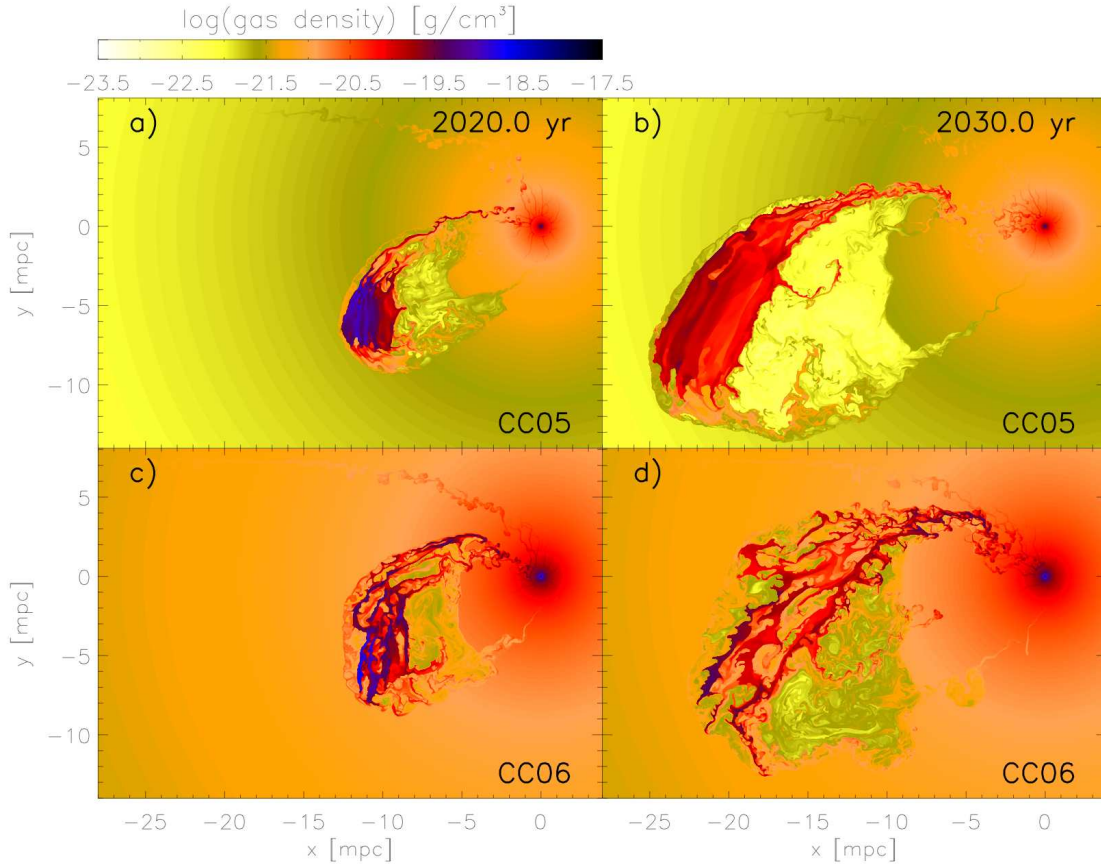 log(gas density) [g/cm³]
−23.5 −22.5 −21.5 −20.5 −19.5 −18.5 −17.5
a) 2020.0 yr
b) 2030.0 yr
5
0
−5
−10
y [mpc]
CC05
CC05
c)
d)
5
0
−5
−10
y [mpc]
CC06
CC06
−25 −20 −15 −10 −5 0
−25 −20 −15 −10 −5 0
x [mpc]
x [mpc]